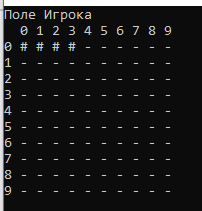 Поле Игрока
  0 1 2 3 4 5 6 7 8 9
0 # # # # - - - - - -
1 - - - - - - - - - -
2 - - - - - - - - - -
3 - - - - - - - - - -
4 - - - - - - - - - -
5 - - - - - - - - - -
6 - - - - - - - - - -
7 - - - - - - - - - -
8 - - - - - - - - - -
9 - - - - - - - - - -